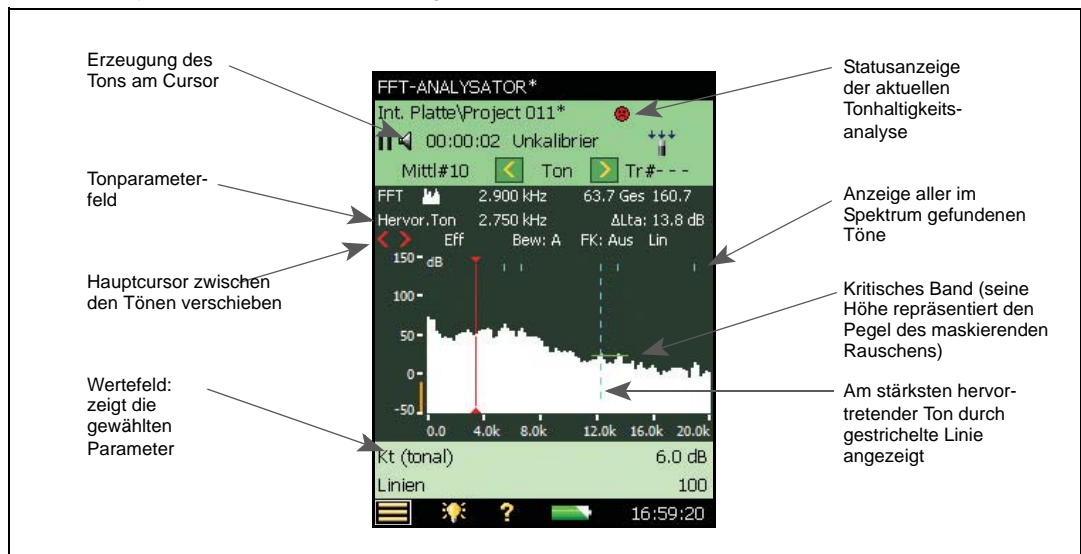 Erzeugung des
Tons am Cursor
Tonparameter-
feld
Hauptcursor zwischen
den Tönen verschieben
Wertefeld:
zeigt die
gewählten
Parameter
FFT-ANALYSATOR*
Int. Platte\Project 011*
00:00:02 Unkalibrier
Mittl#10 < Ton > Tr#- - -
FFT 2.900 kHz 63.7 Ges 160.7
Hervor.Ton 2.750 kHz ΔLta: 13.8 dB
< > Eff Bew: A FK: Aus Lin
150 dB
100
50
0
-50
0.0 4.0k 8.0k 12.0k 16.0k 20.0k
Kt (tonal) 6.0 dB
Linien 100
? 16:59:20
Statusanzeige
der aktuellen
Tonhaltigkeits-
analyse
Anzeige aller im
Spektrum gefundenen
Töne
Kritisches Band (seine
Höhe repräsentiert den
Pegel des maskierenden
Rauschens)
Am stärksten hervor-
tretender Ton durch
gestrichelte Linie
angezeigt